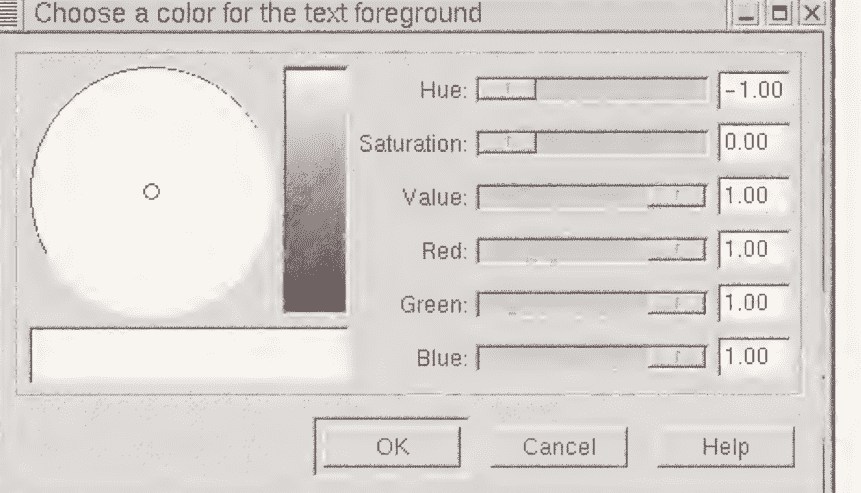 Choose a color for the text foreground
Hue: -1.00
Saturation: 0.00
Value: 1.00
Red: 1.00
Green: 1.00
Blue: 1.00
OK Cancel Help